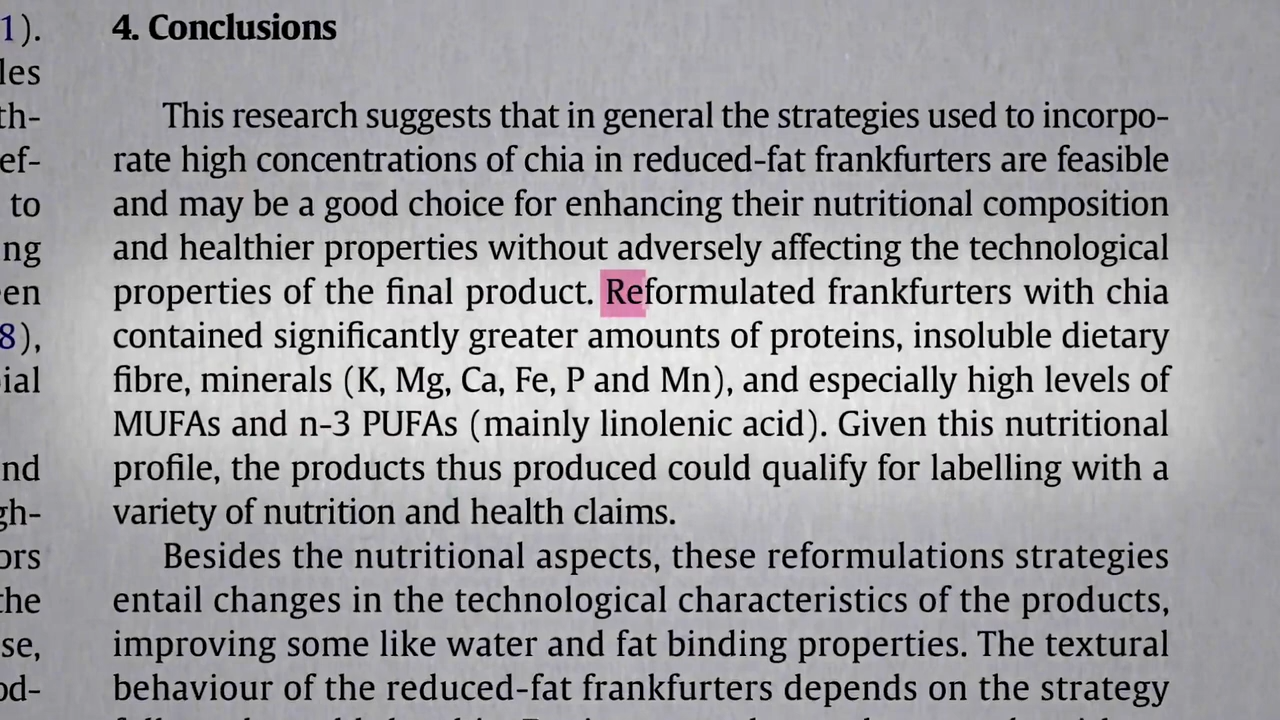 1).
les
th-
ef-
to
ng
en
8),
ial
nd
gh-
ors
the
se,
od-
4. Conclusions
This research suggests that in general the strategies used to incorpo-
rate high concentrations of chia in reduced-fat frankfurters are feasible
and may be a good choice for enhancing their nutritional composition
and healthier properties without adversely affecting the technological
properties of the final product. Reformulated frankfurters with chia
contained significantly greater amounts of proteins, insoluble dietary
fibre, minerals (K, Mg, Ca, Fe, P and Mn), and especially high levels of
MUFAs and n-3 PUFAs (mainly linolenic acid). Given this nutritional
profile, the products thus produced could qualify for labelling with a
variety of nutrition and health claims.
Besides the nutritional aspects, these reformulations strategies
entail changes in the technological characteristics of the products,
improving some like water and fat binding properties. The textural
behaviour of the reduced-fat frankfurters depends on the strategy